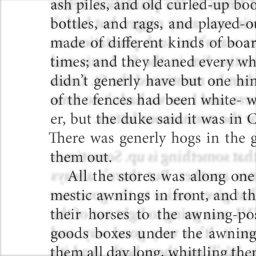 ash piles, and old curled-up boo
bottles, and rags, and played-o
made of different kinds of boar
times; and they leaned every wh
didn’t generly have but one hin
of the fences had been white- w
er, but the duke said it was in C
There was generly hogs in the g
them out.
All the stores was along one
mestic awnings in front, and th
their horses to the awning-pos
goods boxes under the awning
them all day long, whittling then